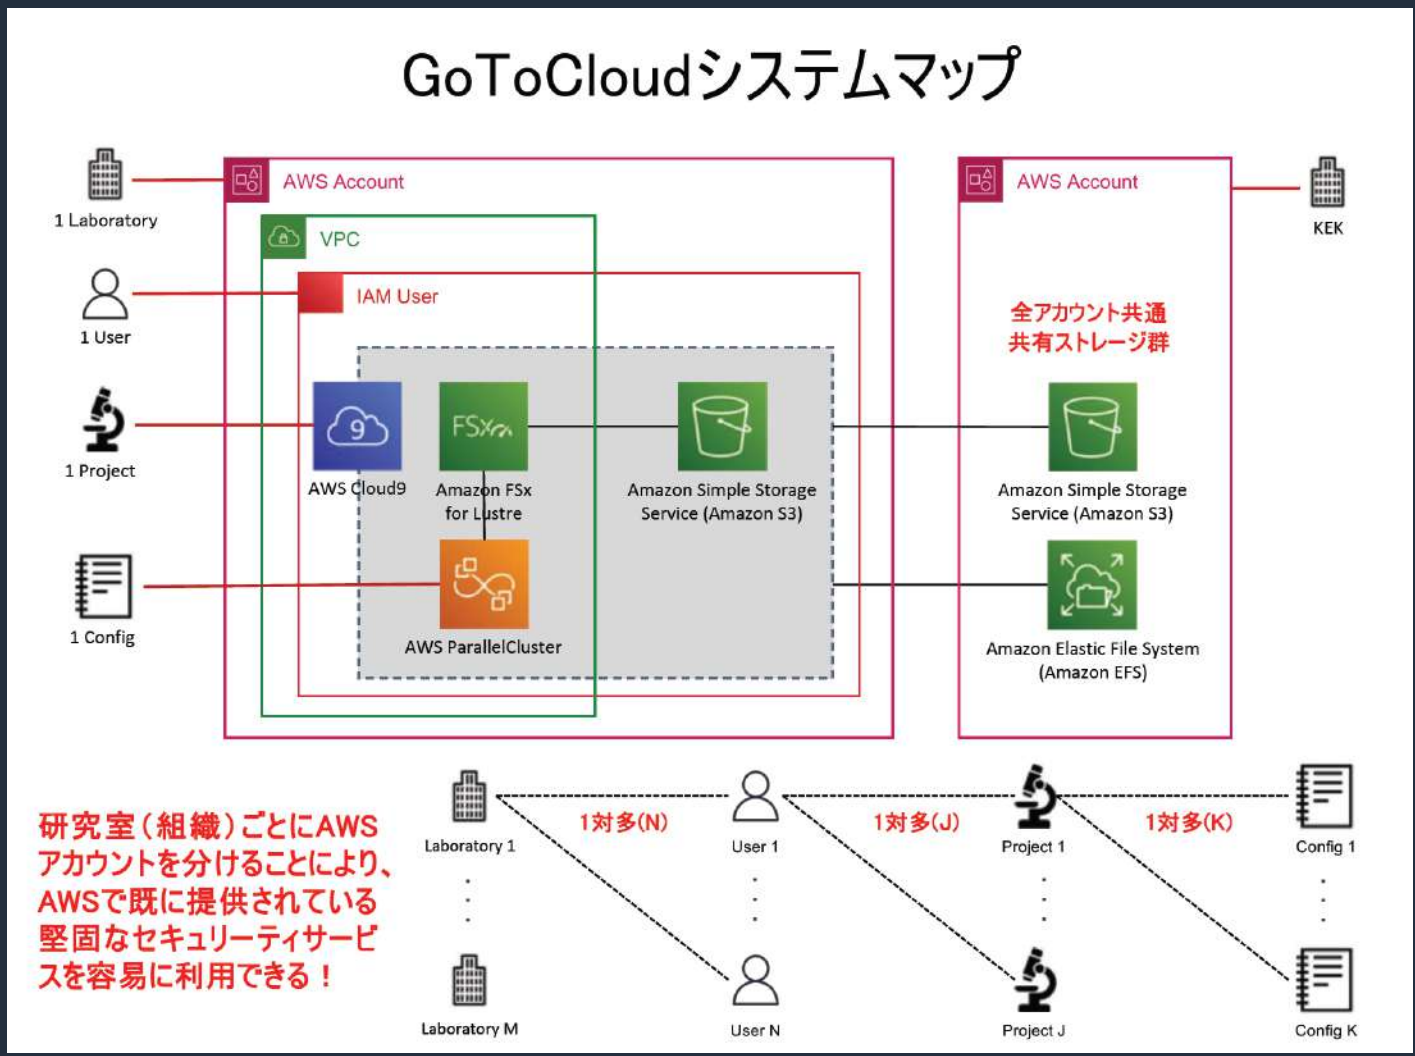 GoToCloudシステムマップ
1 Laboratory
AWS Account
AWS Account
KEK
VPC
1 User
IAM User
全アカウント共通
共有ストレージ群
1 Project
9
FSx
AWS Cloud9
Amazon FSx
for Lustre
Amazon Simple Storage
Service (Amazon S3)
Amazon Simple Storage
Service (Amazon S3)
1 Config
AWS ParallelCluster
Amazon Elastic File System
(Amazon EFS)
研究室（組織）ごとにAWS
アカウントを分けることにより、
AWSで既に提供されている
堅固なセキュリーティサービ
スを容易に利用できる！
1対多(N)
1対多(J)
1対多(K)
Laboratory 1
User 1
Project 1
Config 1
Laboratory M
User N
Project J
Config K